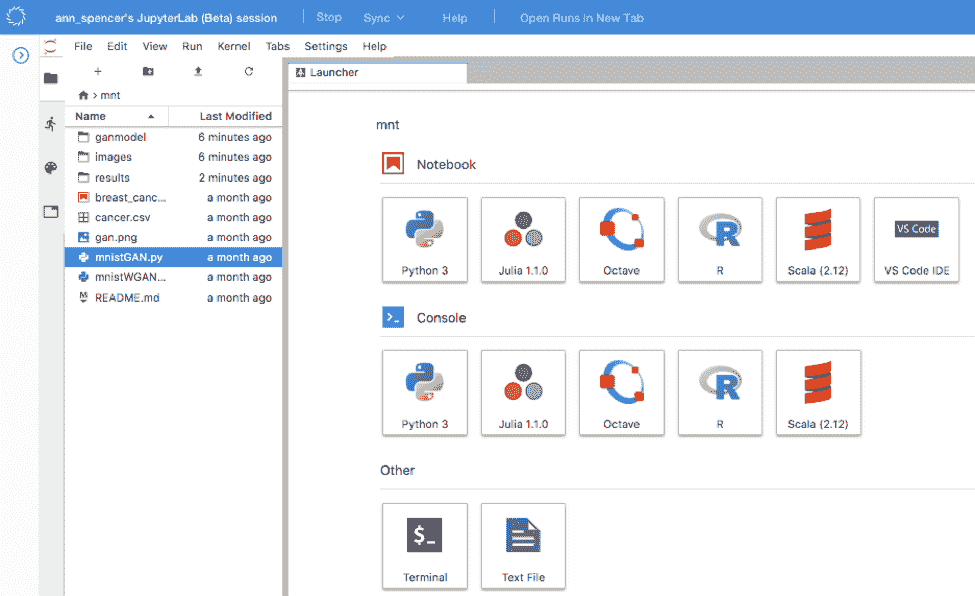 ann_spencer's JupyterLab (Beta) session Stop Sync Help Open Runs in New Tab
File Edit View Run Kernel Tabs Settings Help
Launcher
mnt
Name Last Modified
ganmodel 6 minutes ago
images 6 minutes ago
results 2 minutes ago
breast_canc... a month ago
cancer.csv a month ago
gan.png a month ago
mnistGAN.py a month ago
mnistWGAN... a month ago
README.md a month ago
mnt
Notebook
Python 3 Julia 1.1.0 Octave R Scala (2.12) VS Code VS Code IDE
Console
Python 3 Julia 1.1.0 Octave R Scala (2.12)
Other
$_
Terminal Text File